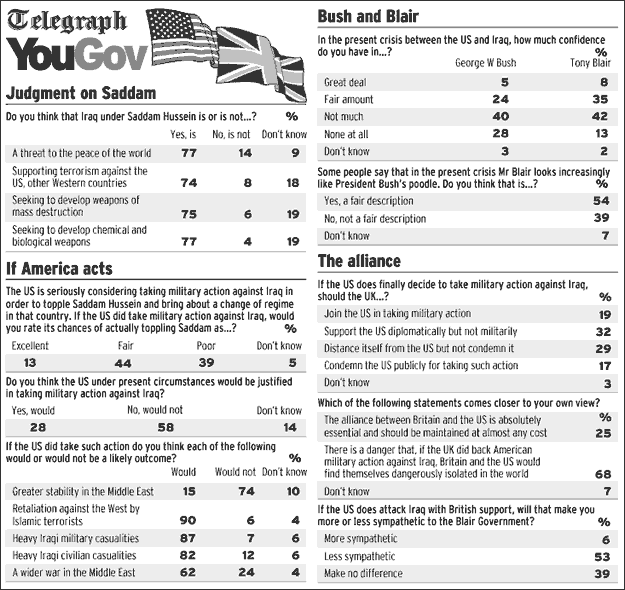 Telegraph
YouGov
Judgment on Saddam
Do you think that Iraq under Saddam Hussein is or is not...? %
Yes, is No, is not Don't know
A threat to the peace of the world 77 14 9
Supporting terrorism against the
US, other Western countries 74 8 18
Seeking to develop weapons of
mass destruction 75 6 19
Seeking to develop chemical and
biological weapons 77 4 19
If America acts
The US is seriously considering taking military action against Iraq in
order to topple Saddam Hussein and bring about a change of regime
in that country. If the US did take military action against Iraq, would
you rate its chances of actually toppling Saddam as...? %
Excellent Fair Poor Don't know
13 44 39 5
Do you think the US under present circumstances would be justified
in taking military action against Iraq?
Yes, would No, would not Don't know
28 58 14
If the US did take such action do you think each of the following
would or would not be a likely outcome? %
Would Would not Don't know
Greater stability in the Middle East 15 74 10
Retaliation against the West by
Islamic terrorists 90 6 4
Heavy Iraqi military casualities 87 7 6
Heavy Iraqi civilian casualities 82 12 6
A wider war in the Middle East 62 24 4
Bush and Blair
In the present crisis between the US and Iraq, how much confidence
do you have in...? %
George W Bush Tony Blair
Great deal 5 8
Fair amount 24 35
Not much 40 42
None at all 28 13
Don't know 3 2
Some people say that in the present crisis Mr Blair looks increasingly
like President Bush's poodle. Do you think that is...? %
Yes, a fair description 54
No, not a fair description 39
Don't know 7
The alliance
If the US does finally decide to take military action against Iraq,
should the UK...? %
Join the US in taking military action 19
Support the US diplomatically but not militarily 32
Distance itself from the US but not condemn it 29
Condemn the US publicly for taking such action 17
Don't know 3
Which of the following statements comes closer to your own view?
The alliance between Britain and the US is absolutely %
essential and should be maintained at almost any cost 25
There is a danger that, if the UK did back American
military action against Iraq, Britain and the US would
find themselves dangerously isolated in the world 68
Don't know 7
If the US does attack Iraq with British support, will that make you
more or less sympathetic to the Blair Government? %
More sympathetic 6
Less sympathetic 53
Make no difference 39